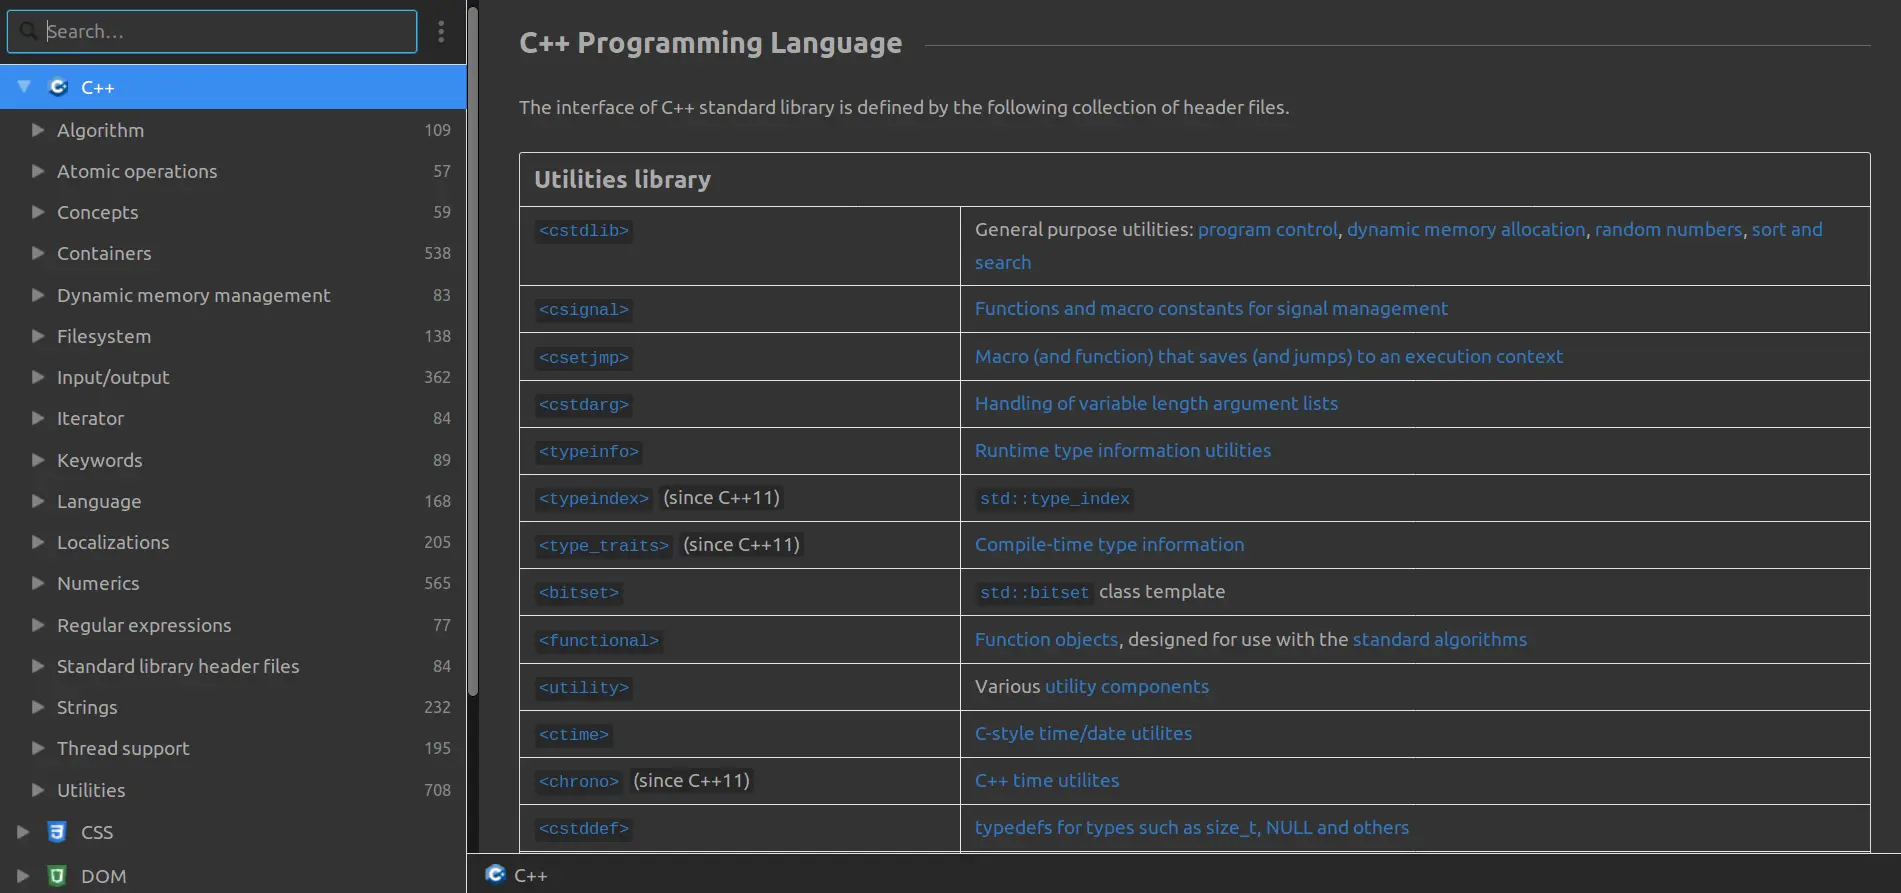 Search...
C++
Algorithm 109
Atomic operations 57
Concepts 59
Containers 538
Dynamic memory management 83
Filesystem 138
Input/output 362
Iterator 84
Keywords 89
Language 168
Localizations 205
Numerics 565
Regular expressions 77
Standard library header files 84
Strings 232
Thread support 195
Utilities 708
CSS
DOM
C++ Programming Language
The interface of C++ standard library is defined by the following collection of header files.
Utilities library
<cstdlib> General purpose utilities: program control, dynamic memory allocation, random numbers, sort and
search
<csignal> Functions and macro constants for signal management
<csetjmp> Macro (and function) that saves (and jumps) to an execution context
<cstdarg> Handling of variable length argument lists
<typeinfo> Runtime type information utilities
<typeindex> (since C++11) std::type_index
<type_traits> (since C++11) Compile-time type information
<bitset> std::bitset class template
<functional> Function objects, designed for use with the standard algorithms
<utility> Various utility components
<ctime> C-style time/date utilites
<chrono> (since C++11) C++ time utilites
<cstddef> typedefs for types such as size_t, NULL and others
C++